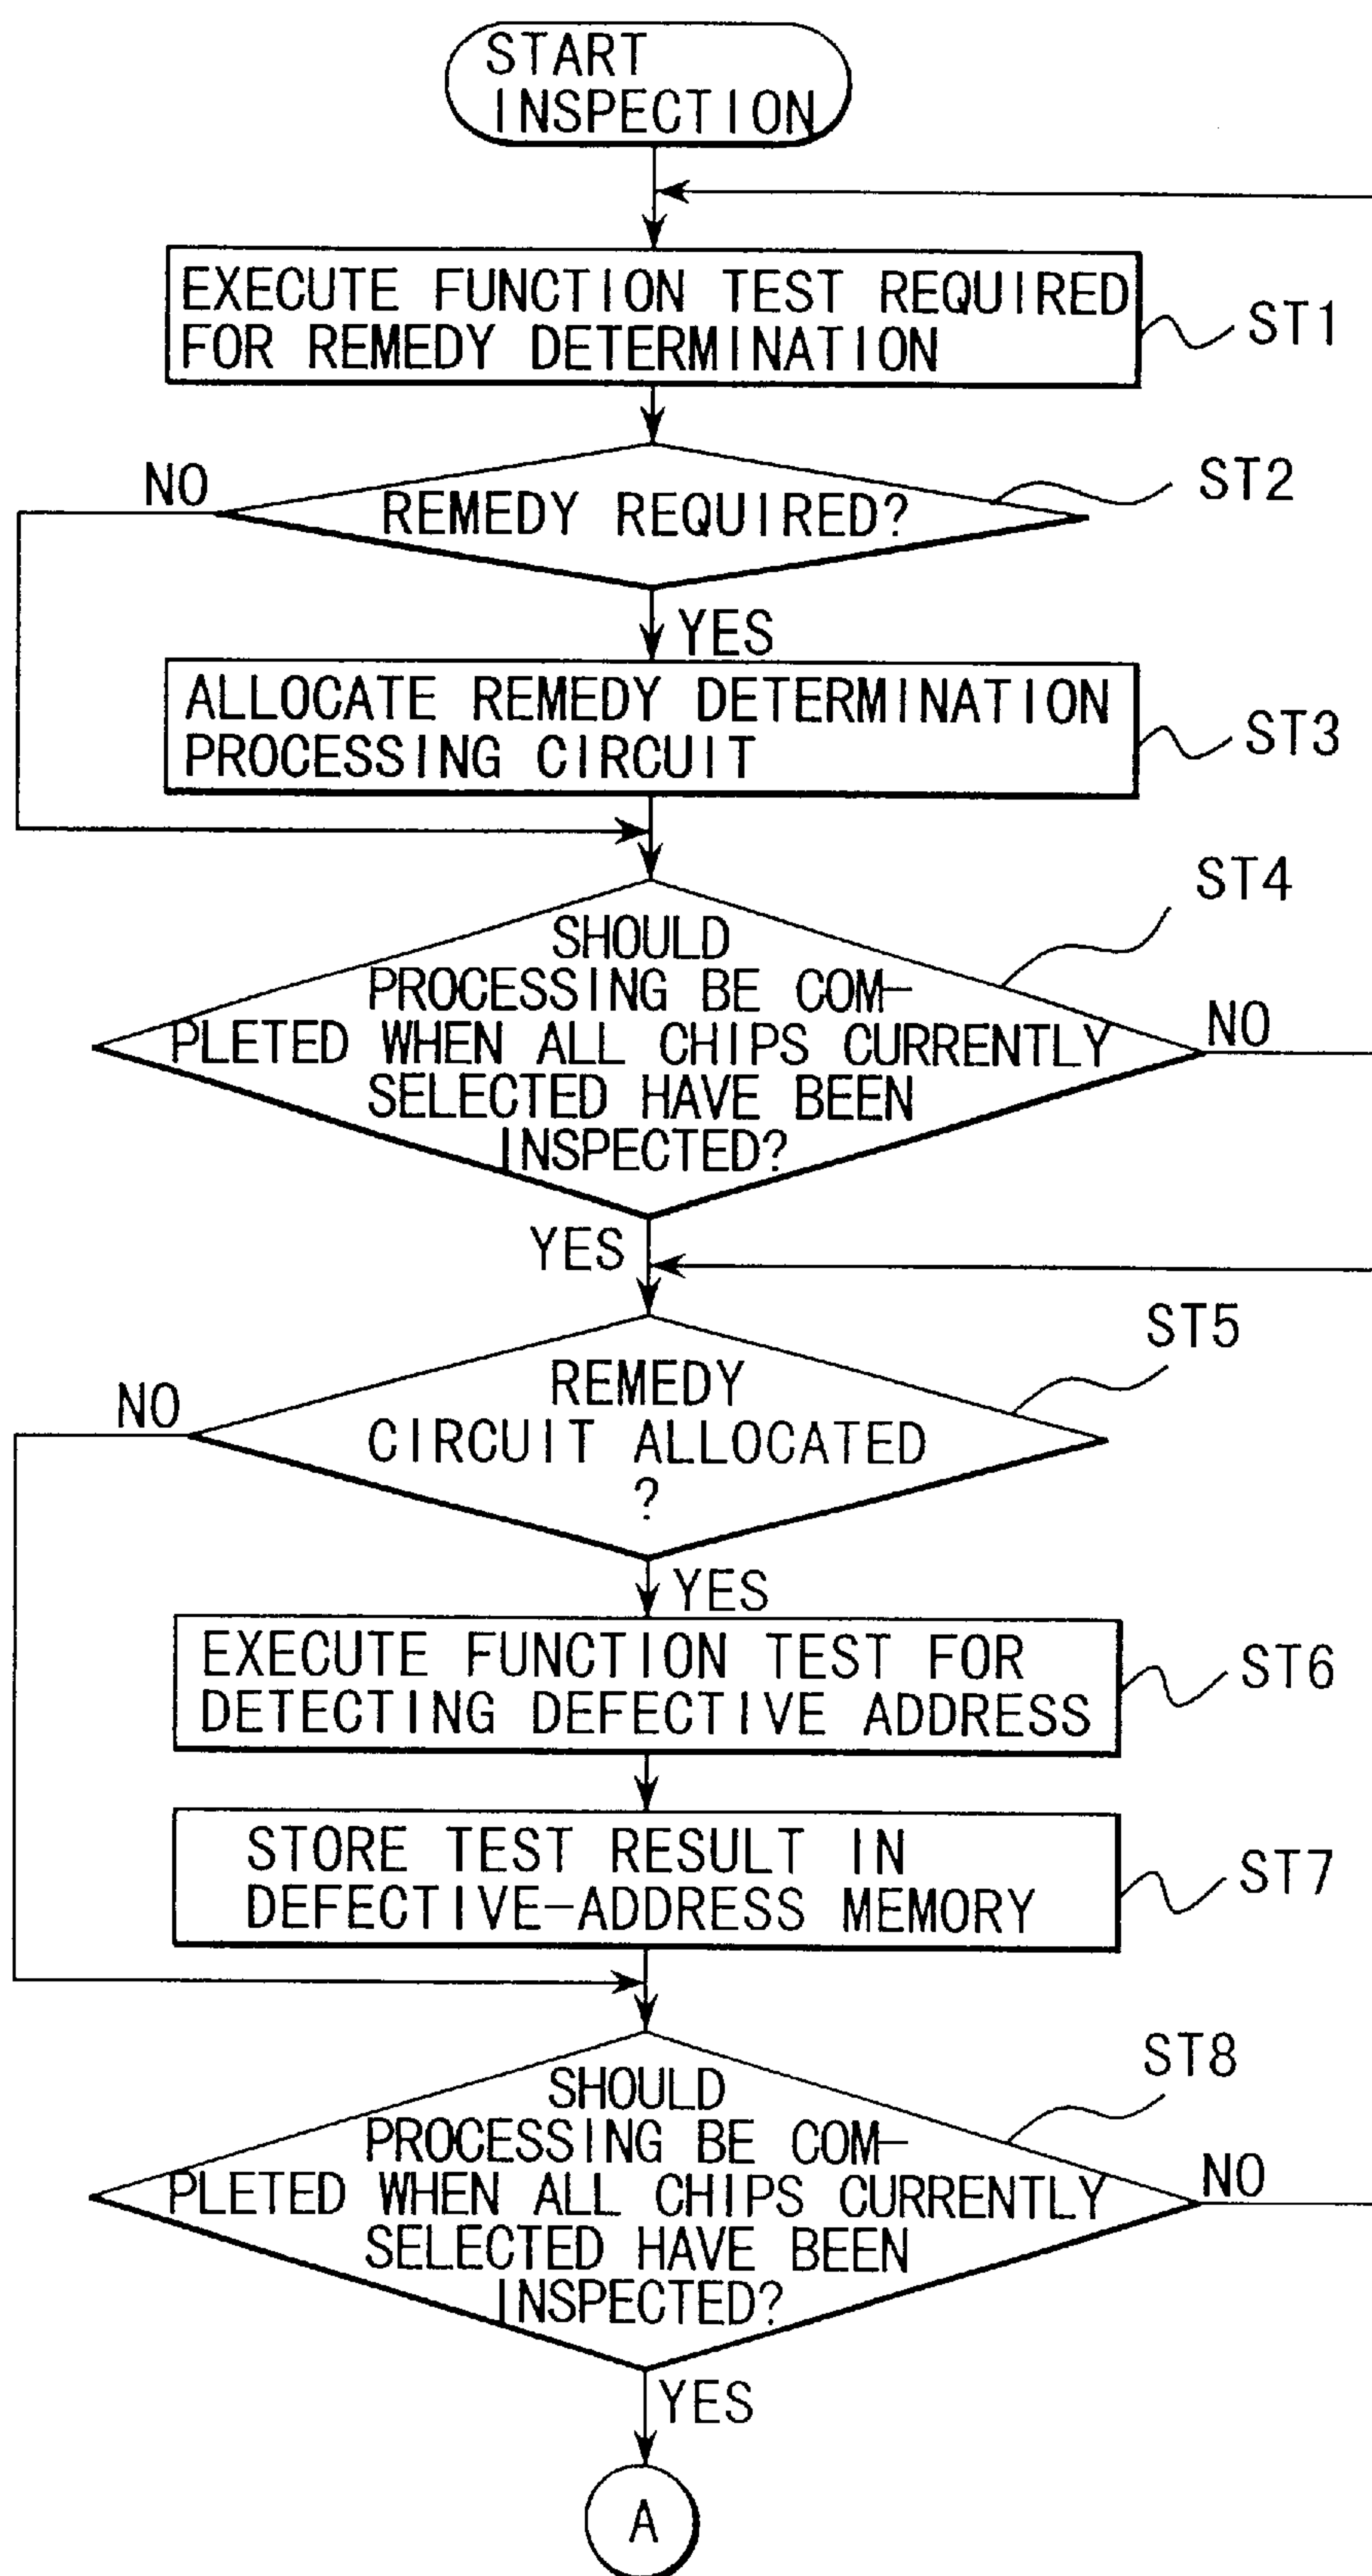 START
INSPECTION
EXECUTE FUNCTION TEST REQUIRED
FOR REMEDY DETERMINATION
ST1
NO
REMEDY REQUIRED?
ST2
YES
ALLOCATE REMEDY DETERMINATION
PROCESSING CIRCUIT
ST3
ST4
SHOULD
PROCESSING BE COM-
PLETED WHEN ALL CHIPS CURRENTLY
SELECTED HAVE BEEN
INSPECTED?
NO
YES
ST5
NO
REMEDY
CIRCUIT ALLOCATED
?
YES
EXECUTE FUNCTION TEST FOR
DETECTING DEFECTIVE ADDRESS
ST6
STORE TEST RESULT IN
DEFECTIVE-ADDRESS MEMORY
ST7
ST8
SHOULD
PROCESSING BE COM-
PLETED WHEN ALL CHIPS CURRENTLY
SELECTED HAVE BEEN
INSPECTED?
NO
YES
A